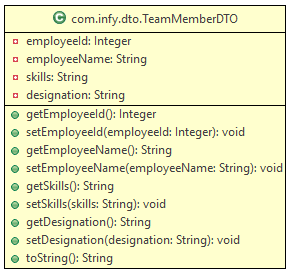 C com.infy.dto.TeamMemberDTO
employeeId: Integer
employeeName: String
skills: String
designation: String
getEmployeeId(): Integer
setEmployeeId(employeeId: Integer): void
getEmployeeName(): String
setEmployeeName(employeeName: String): void
getSkills(): String
setSkills(skills: String): void
getDesignation(): String
setDesignation(designation: String): void
toString(): String